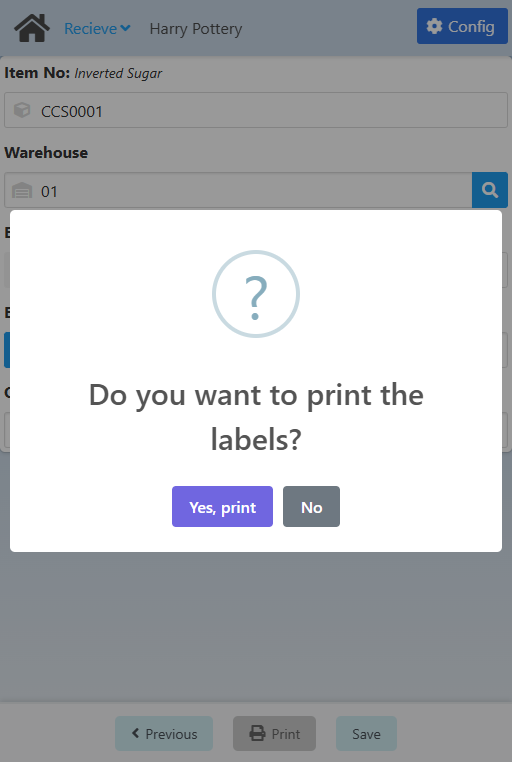 Recieve Harry Pottery Config
Item No: Inverted Sugar
CCS0001
Warehouse
01
?
Do you want to print the
labels?
Yes, print No
Previous Print Save